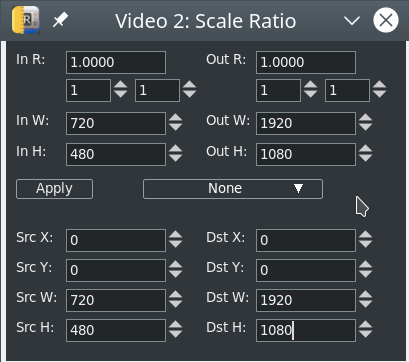 Video 2: Scale Ratio
In R: 1.0000 Out R: 1.0000
1 1 1 1
In W: 720 Out W: 1920
In H: 480 Out H: 1080
Apply None
Src X: 0 Dst X: 0
Src Y: 0 Dst Y: 0
Src W: 720 Dst W: 1920
Src H: 480 Dst H: 1080